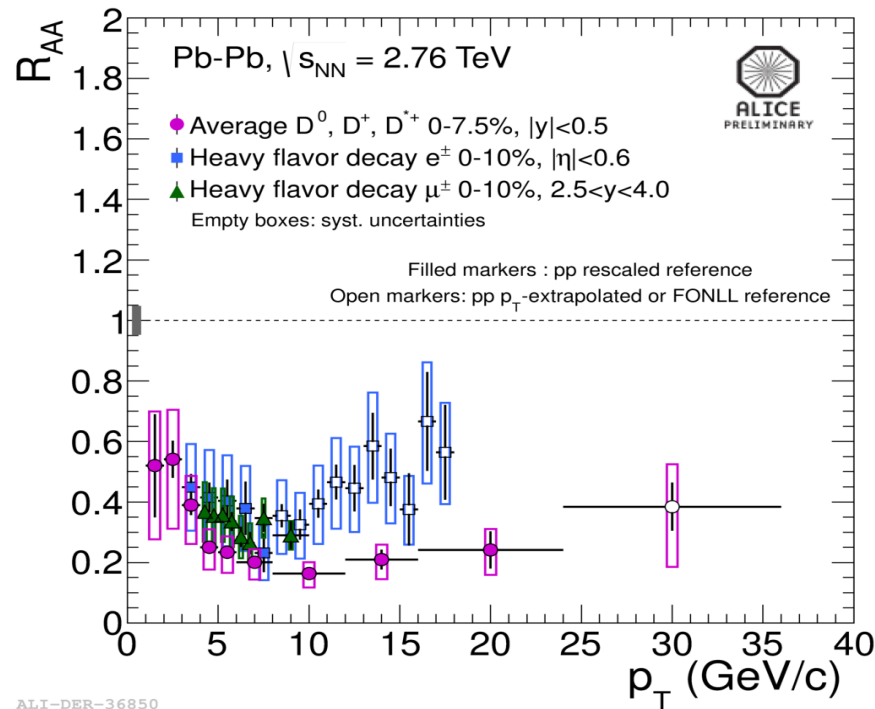 R_AA
2
1.8
1.6
1.4
1.2
1
0.8
0.6
0.4
0.2
0
Pb-Pb, √s_NN = 2.76 TeV
ALICE
PRELIMINARY
Average D^0, D^+, D^*+ 0-7.5%, |y|<0.5
Heavy flavor decay e^± 0-10%, |η|<0.6
Heavy flavor decay μ^± 0-10%, 2.5<y<4.0
Empty boxes: syst. uncertainties
Filled markers : pp rescaled reference
Open markers: pp p_T-extrapolated or FONLL reference
0 5 10 15 20 25 30 35 40
p_T (GeV/c)
ALI-DER-36850